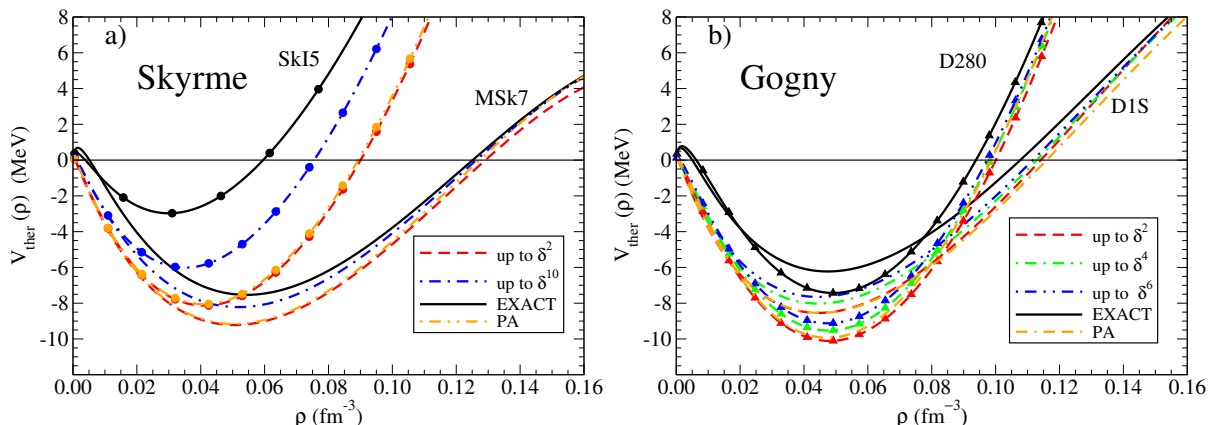 a)
Skyrme
SkI5
MSk7
8
6
4
2
0
-2
-4
-6
-8
-10
V_ther (ρ) (MeV)
up to δ²
up to δ¹⁰
EXACT
PA
0.00 0.02 0.04 0.06 0.08 0.10 0.12 0.14 0.16
ρ (fm⁻³)
b)
Gogny
D280
D1S
8
6
4
2
0
-2
-4
-6
-8
-10
V_ther (ρ) (MeV)
up to δ²
up to δ⁴
up to δ⁶
EXACT
PA
0.00 0.02 0.04 0.06 0.08 0.10 0.12 0.14 0.16
ρ (fm⁻³)